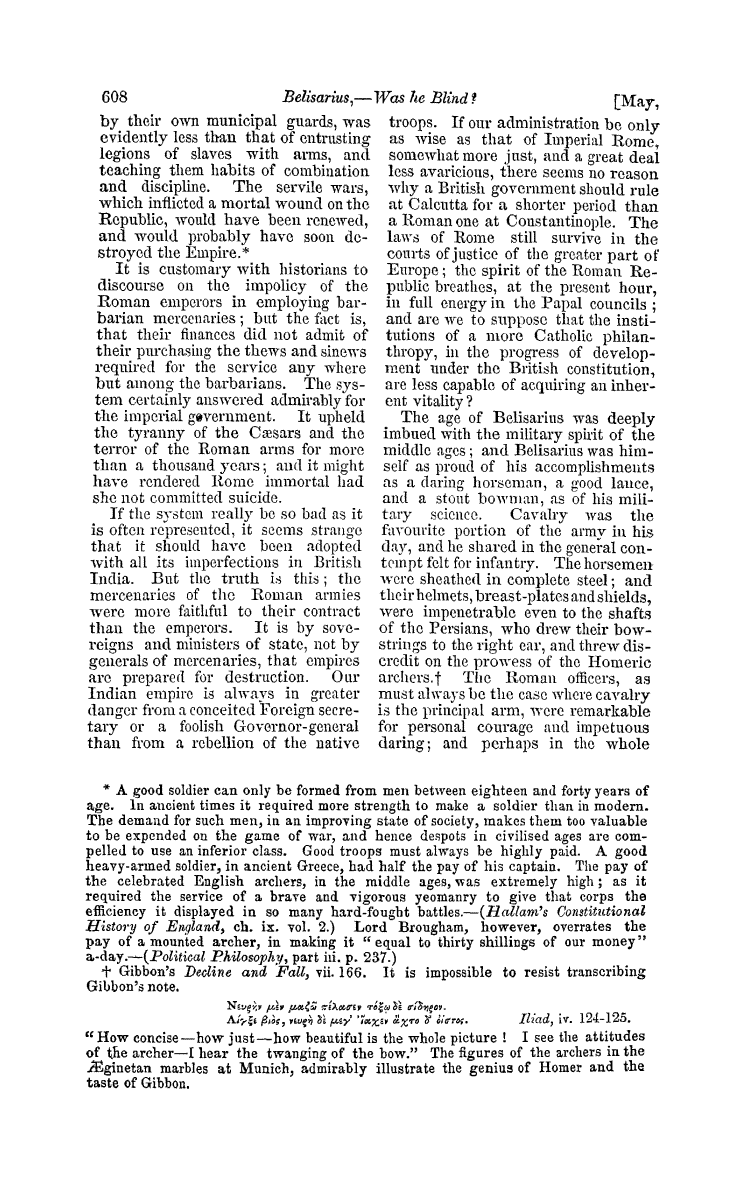 608
Belisarius,—Was he Blind?
[May,
by their own municipal guards, was
evidently less than that of entrusting
legions of slaves with arms, and
teaching them habits of combination
and discipline. The servile wars,
which inflicted a mortal wound on the
Republic, would have been renewed,
and would probably have soon de-
stroyed the Empire.*
It is customary with historians to
discourse on the impolicy of the
Roman emperors in employing bar-
barian mercenaries; but the fact is,
that their finances did not admit of
their purchasing the thews and sinews
required for the service any where
but among the barbarians. The sys-
tem certainly answered admirably for
the imperial government. It upheld
the tyranny of the Cæsars and the
terror of the Roman arms for more
than a thousand years; and it might
have rendered Rome immortal had
she not committed suicide.
If the system really be so bad as it
is often represented, it seems strange
that it should have been adopted
with all its imperfections in British
India. But the truth is this; the
mercenaries of the Roman armies
were more faithful to their contract
than the emperors. It is by sove-
reigns and ministers of state, not by
generals of mercenaries, that empires
are prepared for destruction. Our
Indian empire is always in greater
danger from a conceited Foreign secre-
tary or a foolish Governor-general
than from a rebellion of the native
troops. If our administration be only
as wise as that of Imperial Rome,
somewhat more just, and a great deal
less avaricious, there seems no reason
why a British government should rule
at Calcutta for a shorter period than
a Roman one at Constantinople. The
laws of Rome still survive in the
courts of justice of the greater part of
Europe; the spirit of the Roman Re-
public breathes, at the present hour,
in full energy in the Papal councils;
and are we to suppose that the insti-
tutions of a more Catholic philan-
thropy, in the progress of develop-
ment under the British constitution,
are less capable of acquiring an inher-
ent vitality?
The age of Belisarius was deeply
imbued with the military spirit of the
middle ages; and Belisarius was him-
self as proud of his accomplishments
as a daring horseman, a good lance,
and a stout bowman, as of his mili-
tary science. Cavalry was the
favourite portion of the army in his
day, and he shared in the general con-
tempt felt for infantry. The horsemen
were sheathed in complete steel; and
their helmets, breast-plates and shields,
were impenetrable even to the shafts
of the Persians, who drew their bow-
strings to the right ear, and threw dis-
credit on the prowess of the Homeric
archers.† The Roman officers, as
must always be the case where cavalry
is the principal arm, were remarkable
for personal courage and impetuous
daring; and perhaps in the whole
* A good soldier can only be formed from men between eighteen and forty years of
age. In ancient times it required more strength to make a soldier than in modern.
The demand for such men, in an improving state of society, makes them too valuable
to be expended on the game of war, and hence despots in civilised ages are com-
pelled to use an inferior class. Good troops must always be highly paid. A good
heavy-armed soldier, in ancient Greece, had half the pay of his captain. The pay of
the celebrated English archers, in the middle ages, was extremely high; as it
required the service of a brave and vigorous yeomanry to give that corps the
efficiency it displayed in so many hard-fought battles.—(Hallam's Constitutional
History of England, ch. ix. vol. 2.) Lord Brougham, however, overrates the
pay of a mounted archer, in making it "equal to thirty shillings of our money"
a-day.—(Political Philosophy, part iii. p. 237.)
† Gibbon's Decline and Fall, vii. 166. It is impossible to resist transcribing
Gibbon's note.
Νευρὴν μὲν μαζῶ πέλασεν τόξω δὲ σίδηρον.
Λίγξε βιὸς, νευρὴ δὲ μεγ' ἴαχεν ἆλτο δ' ὀϊστος. Iliad, iv. 124-125.
"How concise—how just—how beautiful is the whole picture! I see the attitudes
of the archer—I hear the twanging of the bow." The figures of the archers in the
Æginetan marbles at Munich, admirably illustrate the genius of Homer and the
taste of Gibbon.